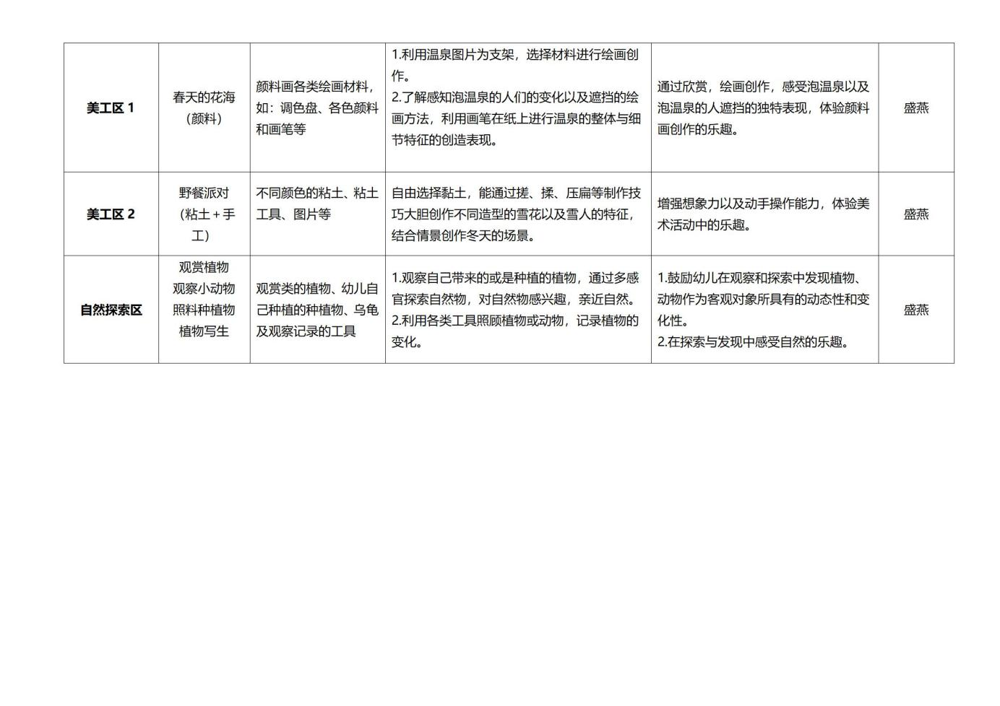 美工区 1
春天的花海
（颜料）
颜料画各类绘画材料，
如：调色盘、各色颜料
和画笔等
1.利用温泉图片为支架，选择材料进行绘画创
作。
2.了解感知泡温泉的人们的变化以及遮挡的绘
画方法，利用画笔在纸上进行温泉的整体与细
节特征的创造表现。
通过欣赏，绘画创作，感受泡温泉以及
泡温泉的人遮挡的独特表现，体验颜料
画创作的乐趣。
盛燕
美工区 2
野餐派对
（粘土＋手
工）
不同颜色的粘土、粘土
工具、图片等
自由选择黏土，能通过搓、揉、压扁等制作技
巧大胆创作不同造型的雪花以及雪人的特征，
结合情景创作冬天的场景。
增强想象力以及动手操作能力，体验美
术活动中的乐趣。
盛燕
自然探索区
观赏植物
观察小动物
照料种植物
植物写生
观赏类的植物、幼儿自
己种植的种植物、乌龟
及观察记录的工具
1.观察自己带来的或是种植的植物，通过多感
官探索自然物，对自然物感兴趣，亲近自然。
2.利用各类工具照顾植物或动物，记录植物的
变化。
1.鼓励幼儿在观察和探索中发现植物、
动物作为客观对象所具有的动态性和变
化性。
2.在探索与发现中感受自然的乐趣。
盛燕